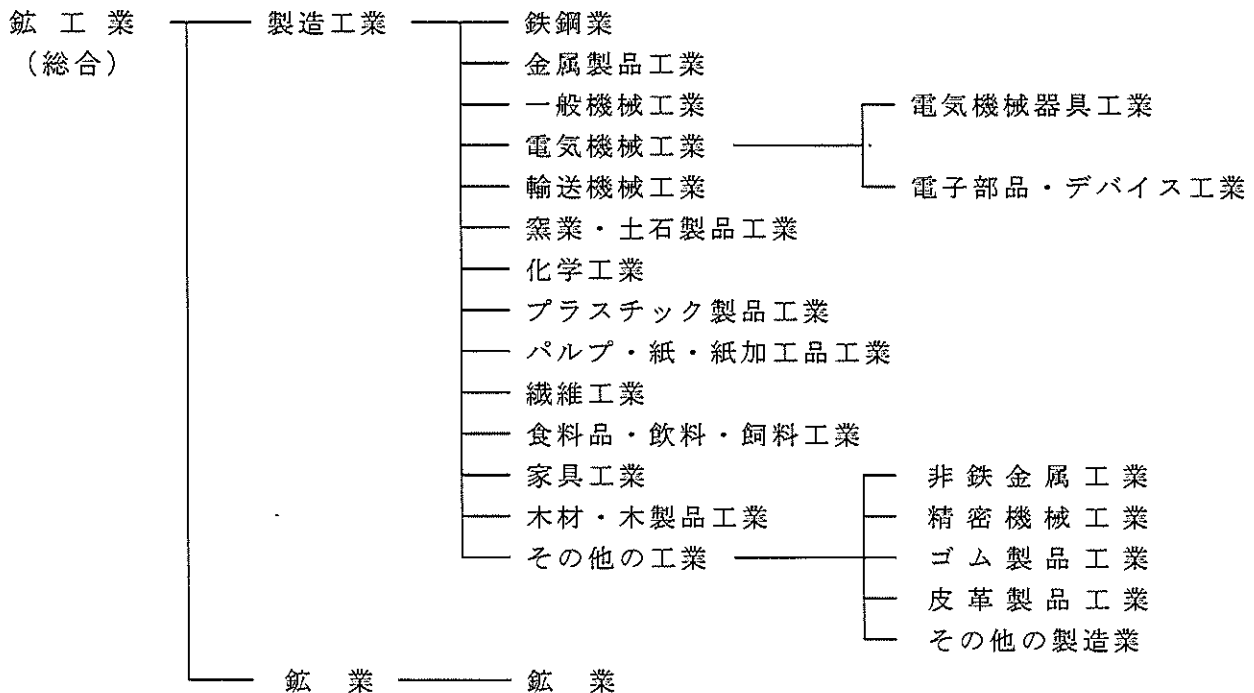 鉱工業 製造工業 鉄鋼業
(総合) 金属製品工業
一般機械工業 電気機械器具工業
電気機械工業
輸送機械工業 電子部品・デバイス工業
窯業・土石製品工業
化学工業
プラスチック製品工業
パルプ・紙・紙加工品工業
繊維工業
食料品・飲料・飼料工業
家具工業 非鉄金属工業
木材・木製品工業 精密機械工業
その他の工業 ゴム製品工業
皮革製品工業
その他の製造業
鉱業 鉱業